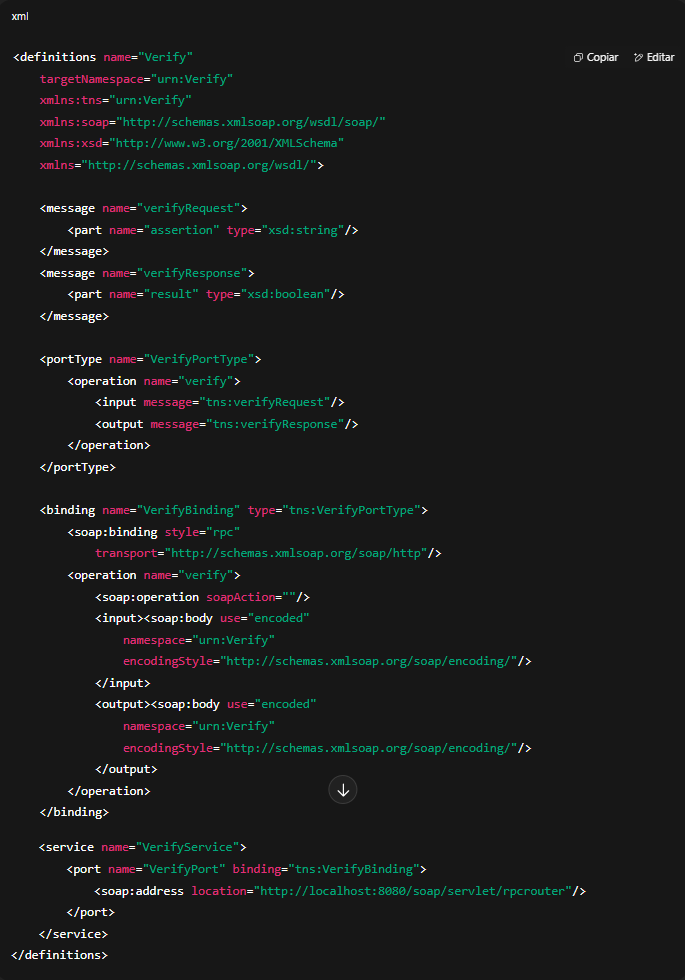 xml
Copiar Editar
<definitions name="Verify"
targetNamespace="urn:Verify"
xmlns:tns="urn:Verify"
xmlns:soap="http://schemas.xmlsoap.org/wsdl/soap/"
xmlns:xsd="http://www.w3.org/2001/XMLSchema"
xmlns="http://schemas.xmlsoap.org/wsdl/">
<message name="verifyRequest">
<part name="assertion" type="xsd:string"/>
</message>
<message name="verifyResponse">
<part name="result" type="xsd:boolean"/>
</message>
<portType name="VerifyPortType">
<operation name="verify">
<input message="tns:verifyRequest"/>
<output message="tns:verifyResponse"/>
</operation>
</portType>
<binding name="VerifyBinding" type="tns:VerifyPortType">
<soap:binding style="rpc"
transport="http://schemas.xmlsoap.org/soap/http"/>
<operation name="verify">
<soap:operation soapAction=""/>
<input><soap:body use="encoded"
namespace="urn:Verify"
encodingStyle="http://schemas.xmlsoap.org/soap/encoding/"/>
</input>
<output><soap:body use="encoded"
namespace="urn:Verify"
encodingStyle="http://schemas.xmlsoap.org/soap/encoding/"/>
</output>
</operation>
</binding>
<service name="VerifyService">
<port name="VerifyPort" binding="tns:VerifyBinding">
<soap:address location="http://localhost:8080/soap/servlet/rpcrouter"/>
</port>
</service>
</definitions>